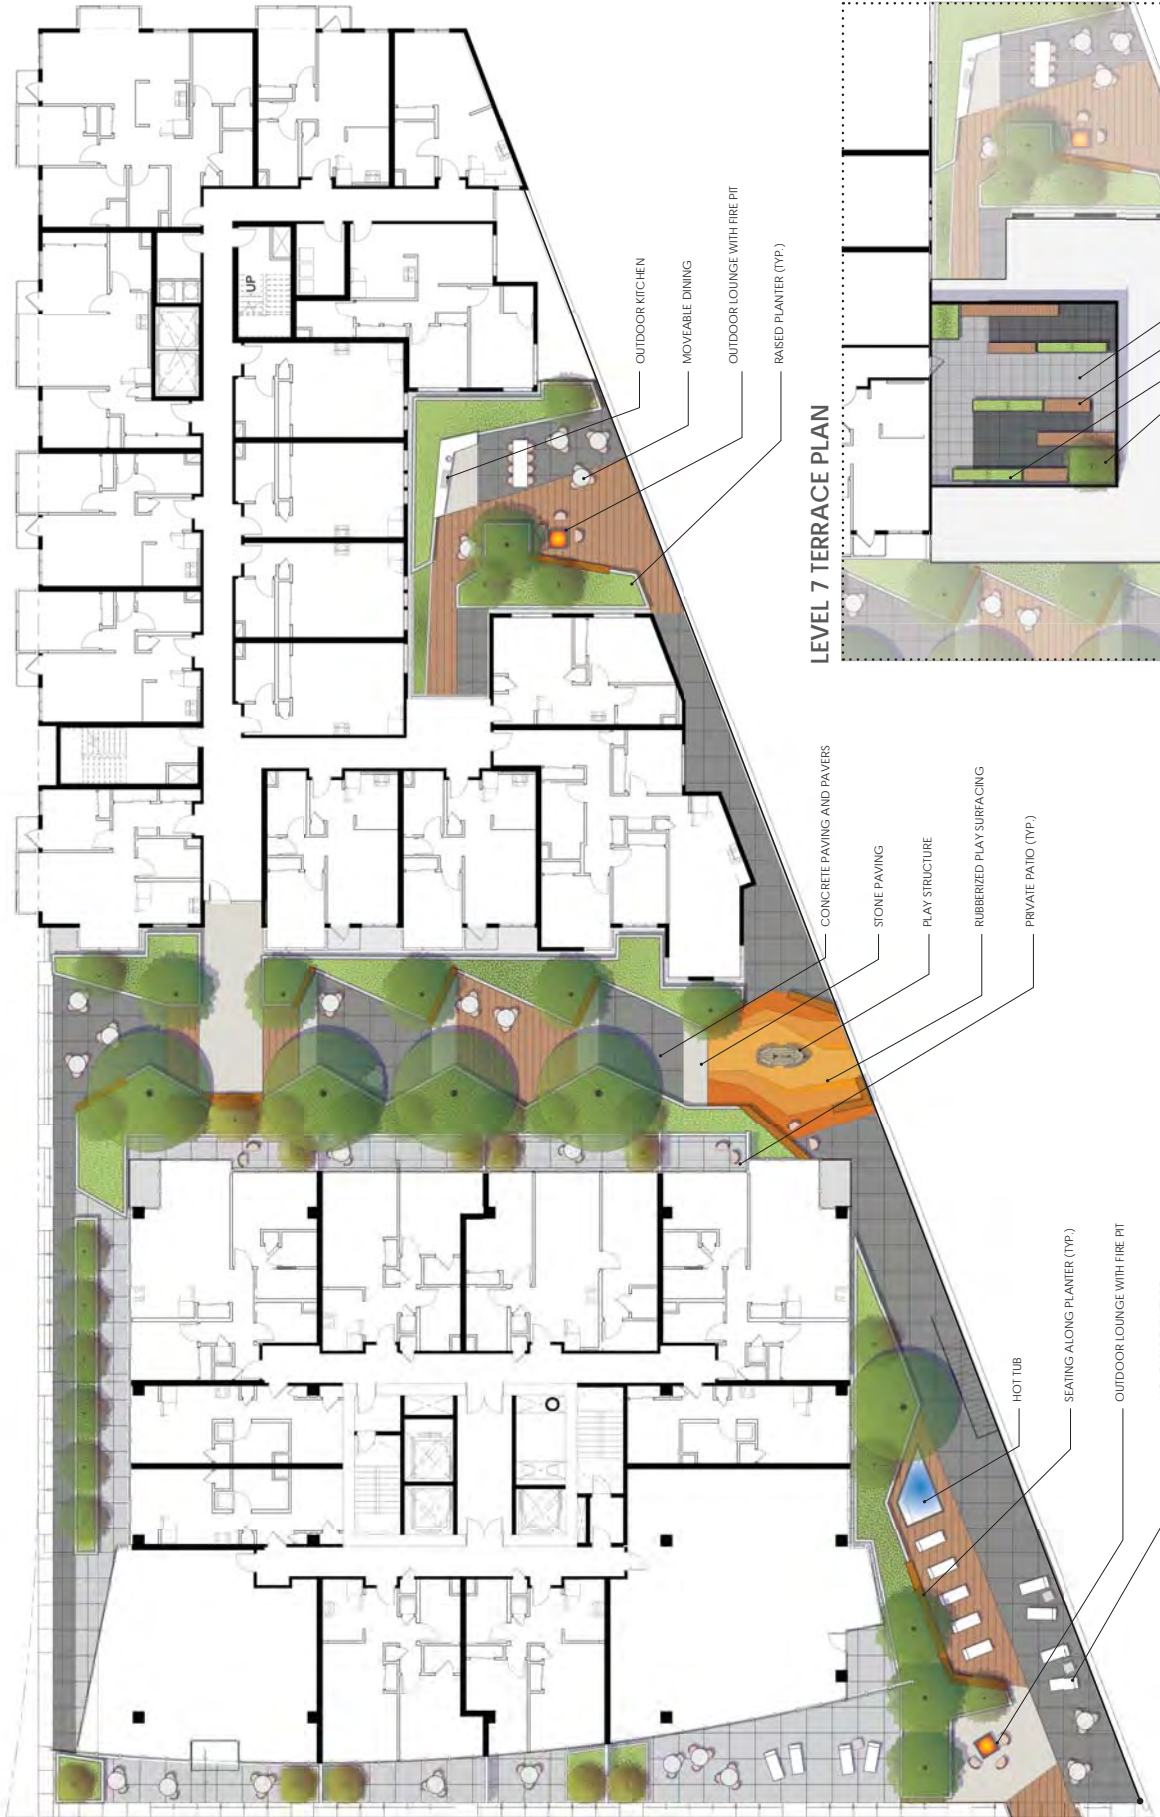 UP
OUTDOOR KITCHEN
MOVEABLE DINING
OUTDOOR LOUNGE WITH FIRE PIT
RAISED PLANTER (TYP.)
LEVEL 7 TERRACE PLAN
CONCRETE PAVING AND PAVERS
STONE PAVING
PLAY STRUCTURE
RUBBERIZED PLAY SURFACING
PRIVATE PATIO (TYP.)
HOT TUB
SEATING ALONG PLANTER (TYP.)
OUTDOOR LOUNGE WITH FIRE PIT